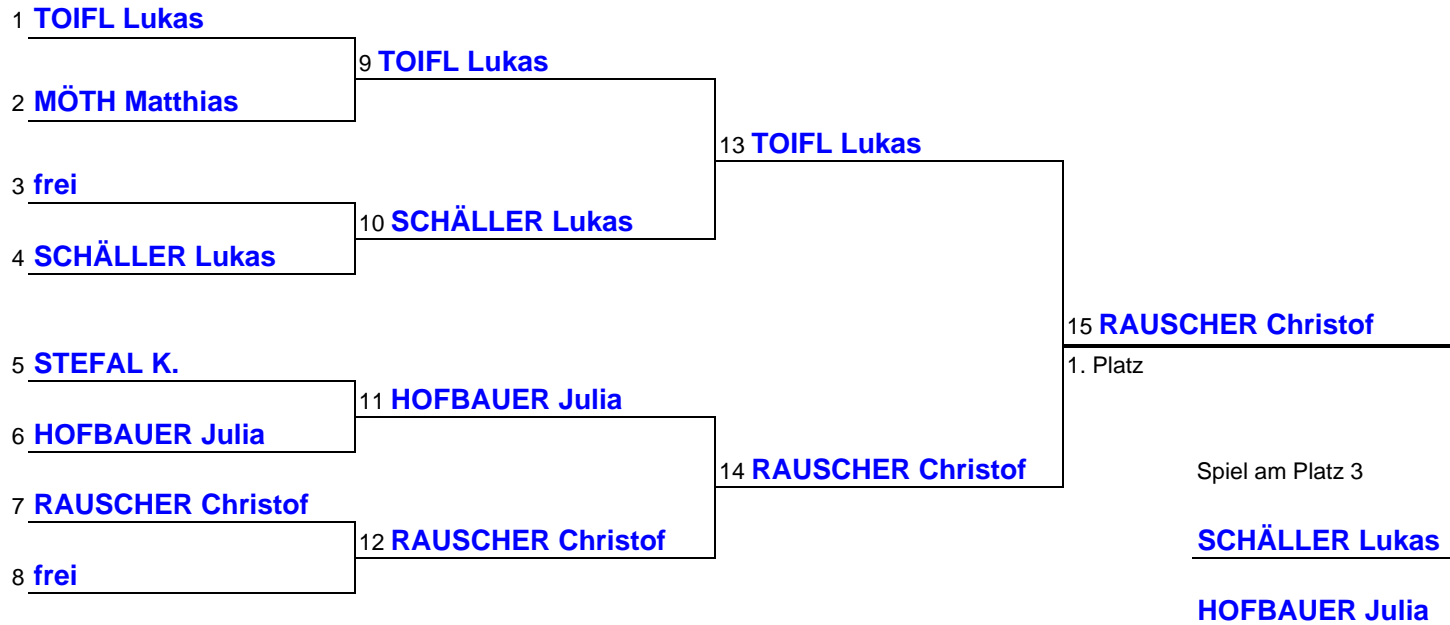 1 TOIFL Lukas
9 TOIFL Lukas
2 MÖTH Matthias
13 TOIFL Lukas
3 frei
10 SCHÄLLER Lukas
4 SCHÄLLER Lukas
15 RAUSCHER Christof
5 STEFAL K.
1. Platz
11 HOFBAUER Julia
6 HOFBAUER Julia
14 RAUSCHER Christof
Spiel am Platz 3
7 RAUSCHER Christof
12 RAUSCHER Christof
SCHÄLLER Lukas
8 frei
HOFBAUER Julia